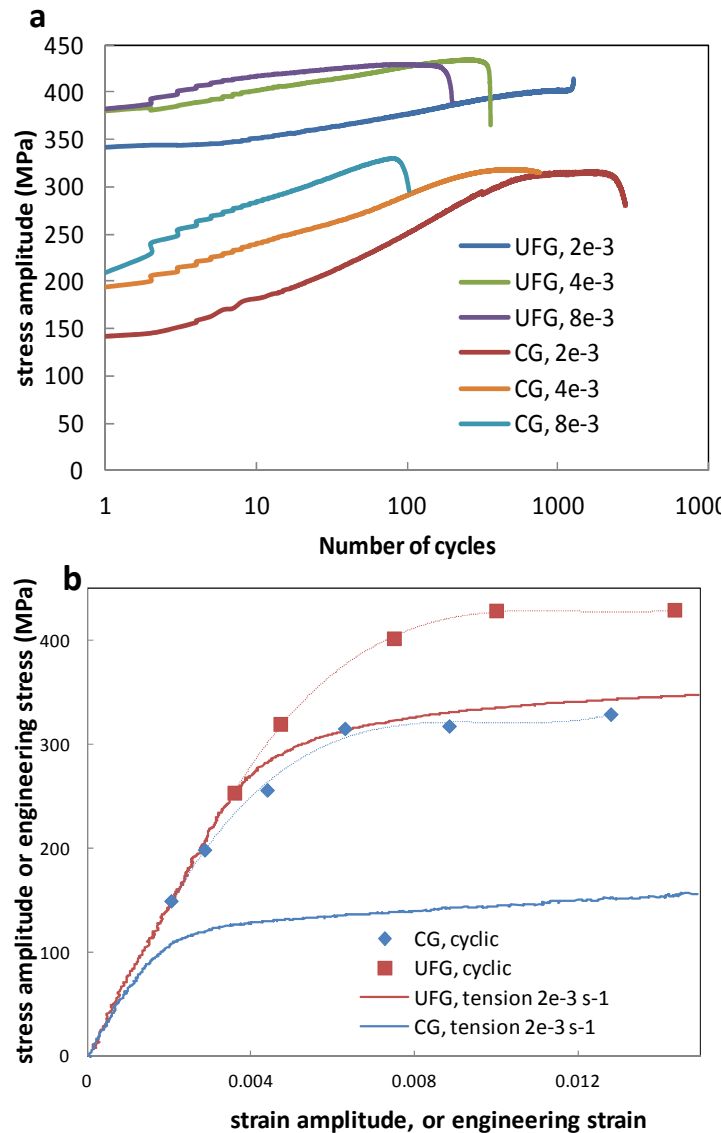 a
stress amplitude (MPa)
450
400
350
300
250
200
150
100
50
0
UFG, 2e-3
UFG, 4e-3
UFG, 8e-3
CG, 2e-3
CG, 4e-3
CG, 8e-3
1
10
100
1000
1000
Number of cycles
b
stress amplitude or engineering stress (MPa)
400
300
200
100
0
CG, cyclic
UFG, cyclic
UFG, tension 2e-3 s-1
CG, tension 2e-3 s-1
0
0.004
0.008
0.012
strain amplitude, or engineering strain